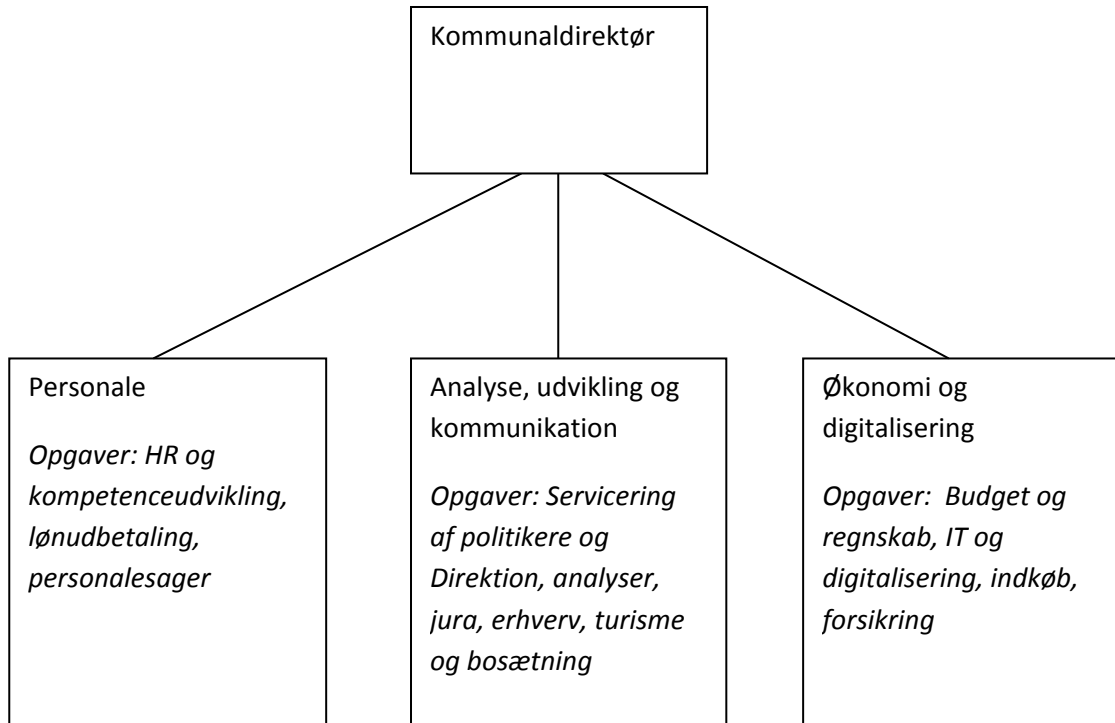 Kommunaldirektør
Personale
Opgaver: HR og
kompetenceudvikling,
lønudbetaling,
personalesager
Analyse, udvikling og
kommunikation
Opgaver: Servicering
af politikere og
Direktion, analyser,
jura, erhverv, turisme
og bosætning
Økonomi og
digitalisering
Opgaver:  Budget og
regnskab, IT og
digitalisering, indkøb,
forsikring